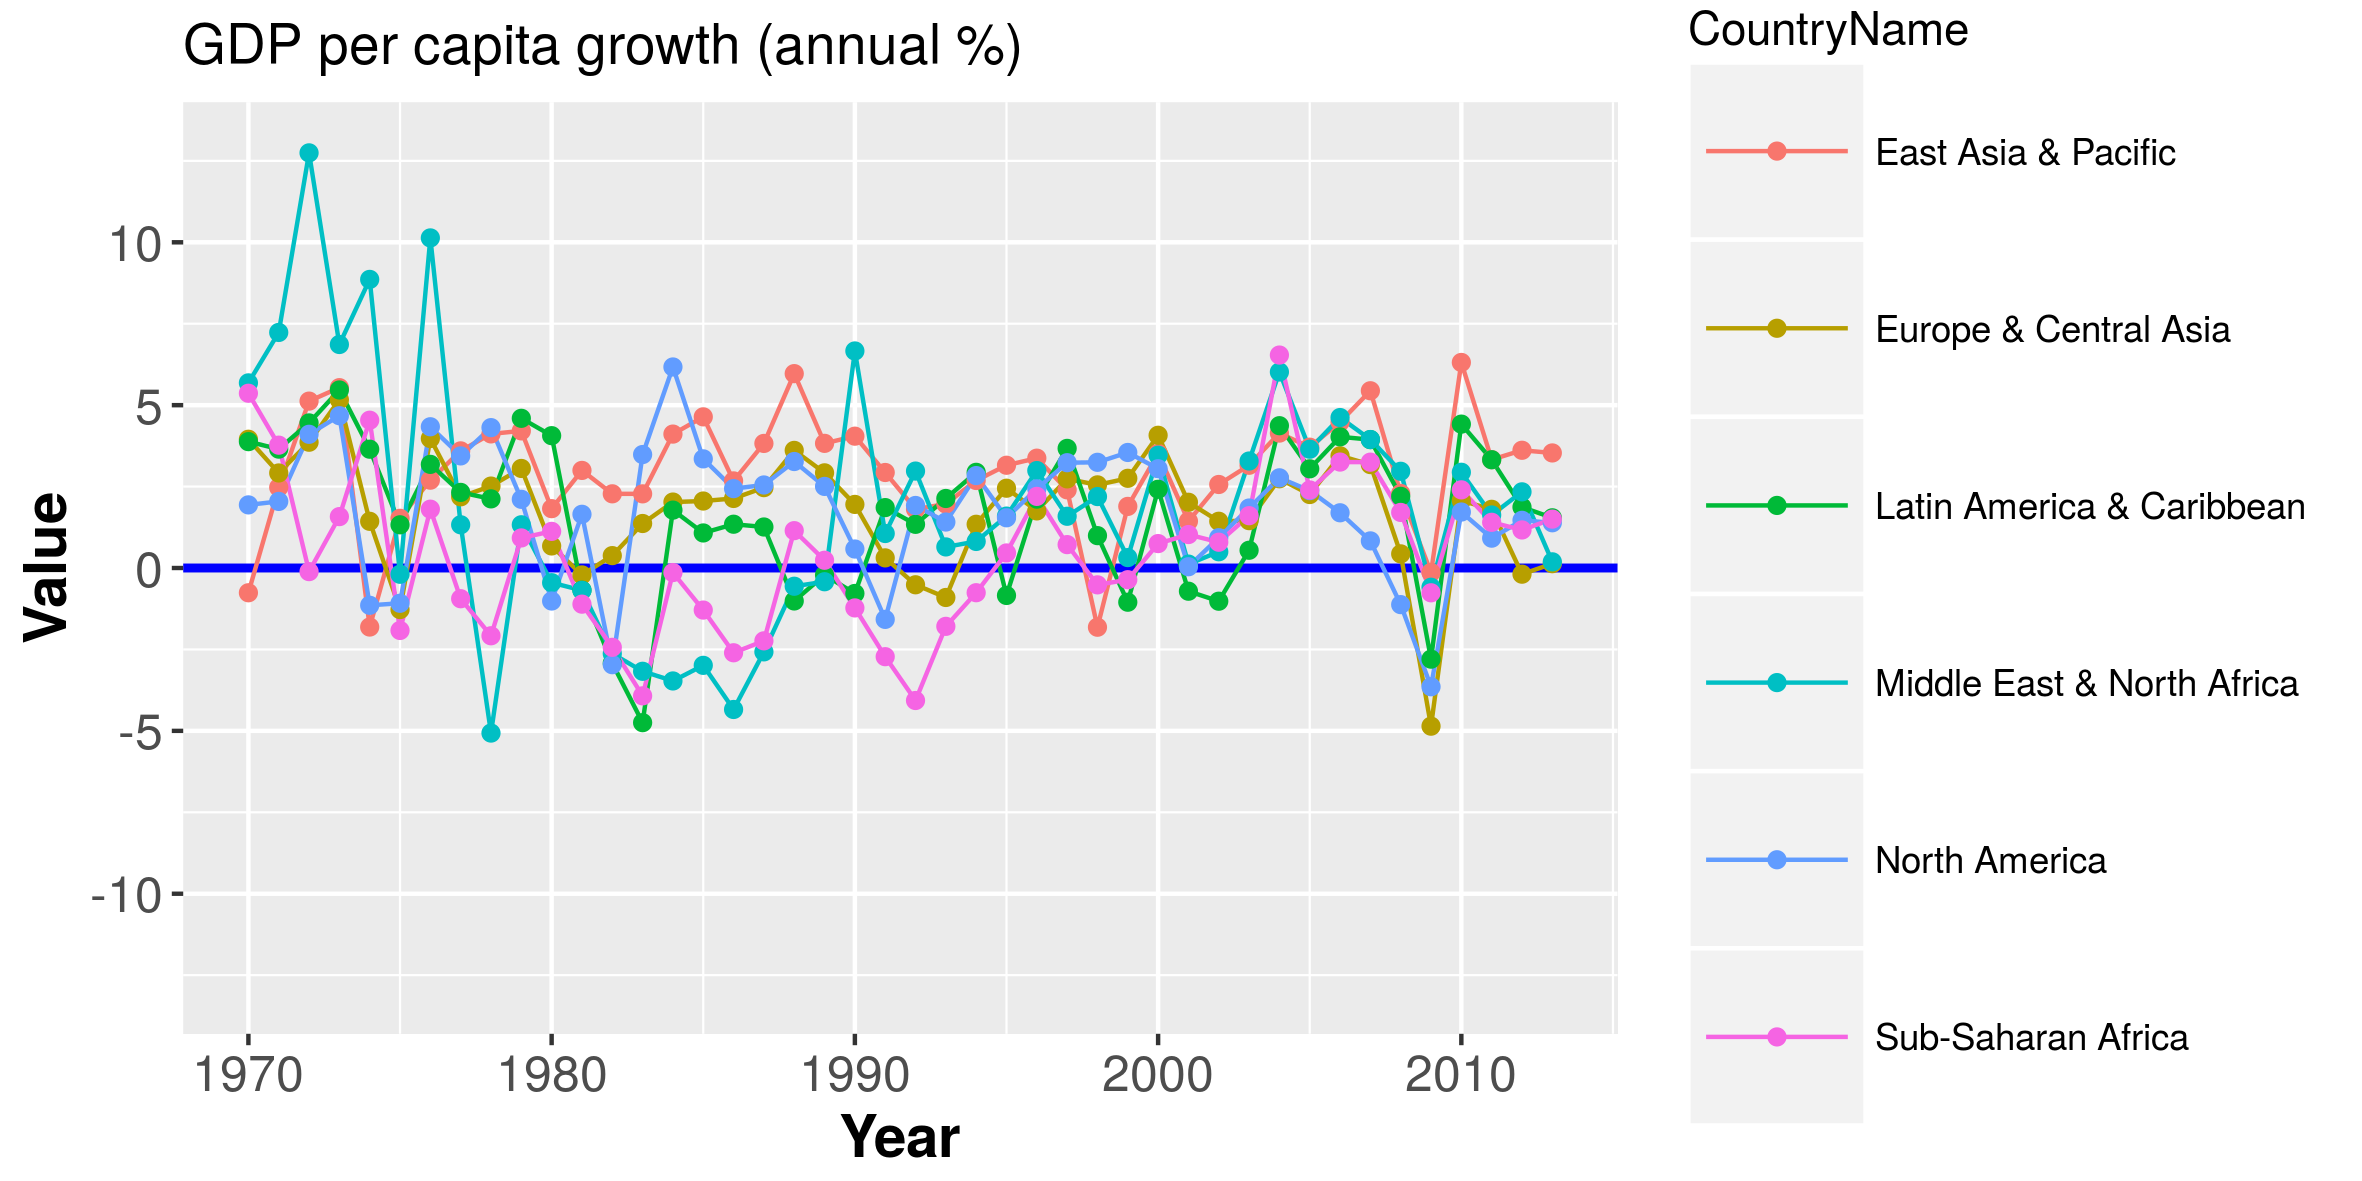 GDP per capita growth (annual %)
CountryName
East Asia & Pacific
Europe & Central Asia
Latin America & Caribbean
Middle East & North Africa
North America
Sub-Saharan Africa
Value
10
5
0
-5
-10
1970 1980 1990 2000 2010
Year